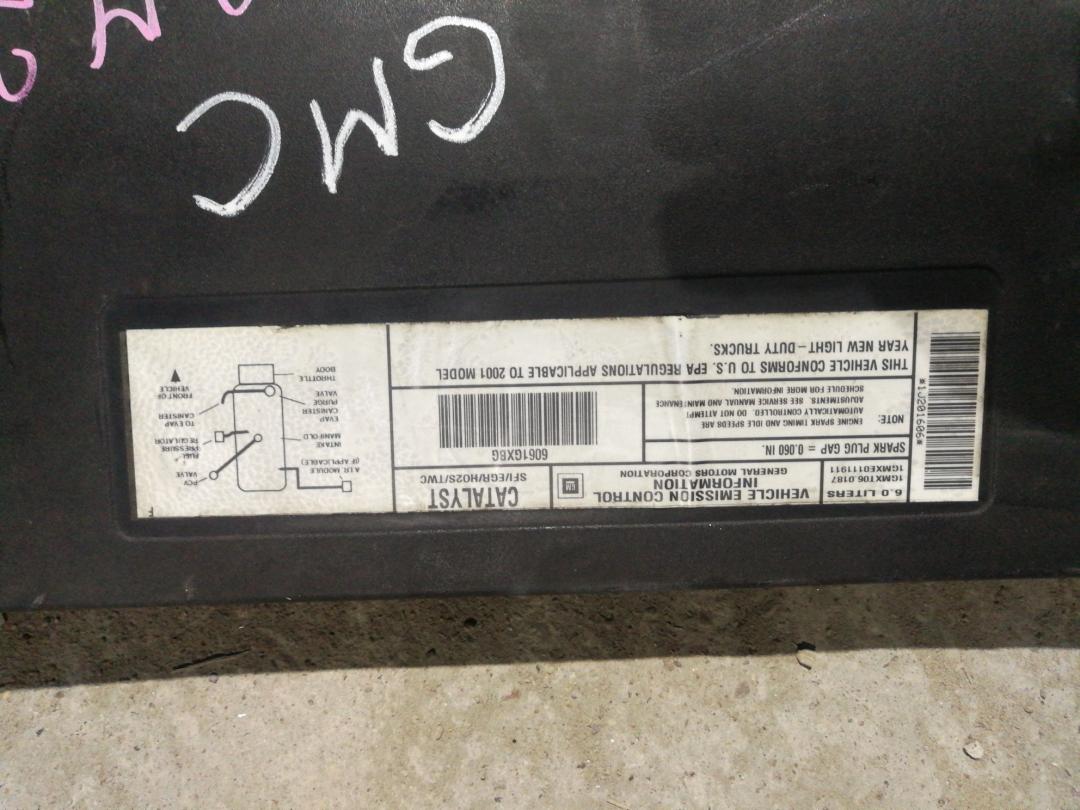 *1J201606*
6.0 LITERS
1GMXT06.0187
1GMXE0111911
VEHICLE EMISSION CONTROL
INFORMATION
GENERAL MOTORS CORPORATION
GM
CATALYST
SFI/EGR/HO2S/TWC
SPARK PLUG GAP = 0.060 IN.
NOTE:
ENGINE SPARK TIMING AND IDLE SPEEDS ARE
AUTOMATICALLY CONTROLLED. DO NOT ATTEMPT
ADJUSTMENTS. SEE SERVICE MANUAL AND MAINTENANCE
SCHEDULE FOR MORE INFORMATION.
60610XBG
THIS VEHICLE CONFORMS TO U.S. EPA REGULATIONS APPLICABLE TO 2001 MODEL
YEAR NEW LIGHT-DUTY TRUCKS.
F
AIR MODULE
(IF APPLICABLE)
INTAKE
MANIFOLD
EVAP
CANISTER
PURGE
VALVE
THROTTLE
BODY
PCV
VALVE
FUEL
PRESSURE
REGULATOR
TO EVAP
CANISTER
FRONT OF
VEHICLE
GMC